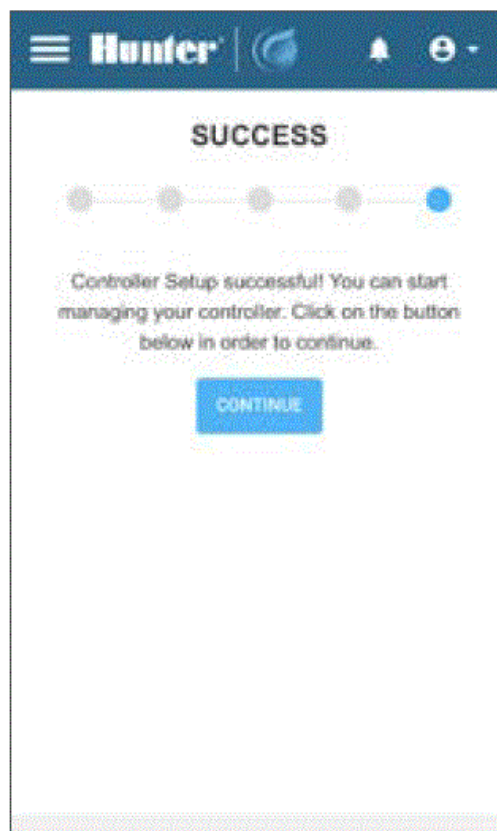 Hunter
SUCCESS
Controller Setup successful! You can start
managing your controller. Click on the button
below in order to continue.
CONTINUE